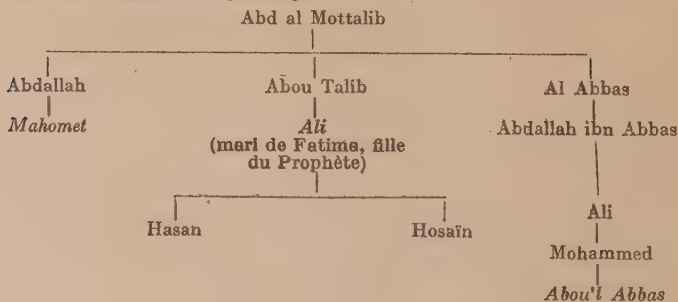 Abd al Mottalib
Abdallah
Abou Talib
Al Abbas
Mahomet
Ali
Abdallah ibn Abbas
(mari de Fatima, fille
du Prophète)
Hasan
Hosaïn
Ali
Mohammed
Abou'l Abbas